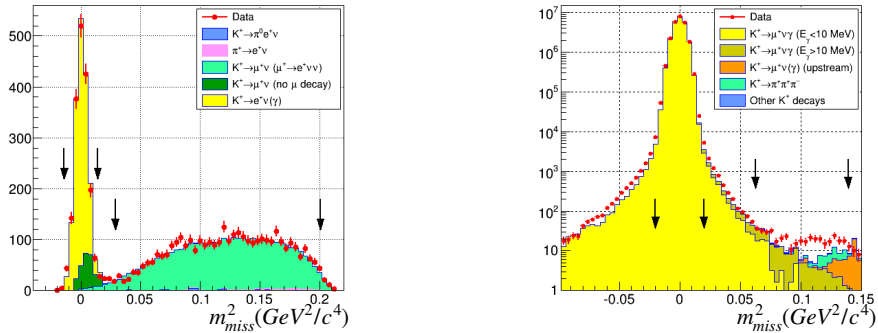 Data
K⁺→π⁰e⁺ν
π⁺→e⁺ν
K⁺→μ⁺ν (μ⁺→e⁺νν)
K⁺→μ⁺ν (no μ decay)
K⁺→e⁺ν(γ)
500
400
300
200
100
0
0 0.05 0.1 0.15 0.2
m²miss(GeV²/c⁴)
Data
K⁺→μ⁺νγ (Eγ<10 MeV)
K⁺→μ⁺νγ (Eγ>10 MeV)
K⁺→μ⁺ν(γ) (upstream)
K⁺→π⁺π⁺π⁻
Other K⁺ decays
10⁷
10⁶
10⁵
10⁴
10³
10²
10
1
-0.05 0 0.05 0.1 0.15
m²miss(GeV²/c⁴)